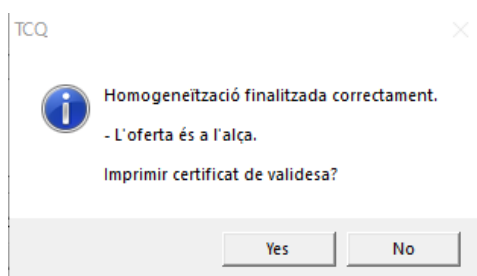 TCQ
Homogeneïtzació finalitzada correctament.
- L'oferta és a l'alça.
Imprimir certificat de validesa?
Yes No